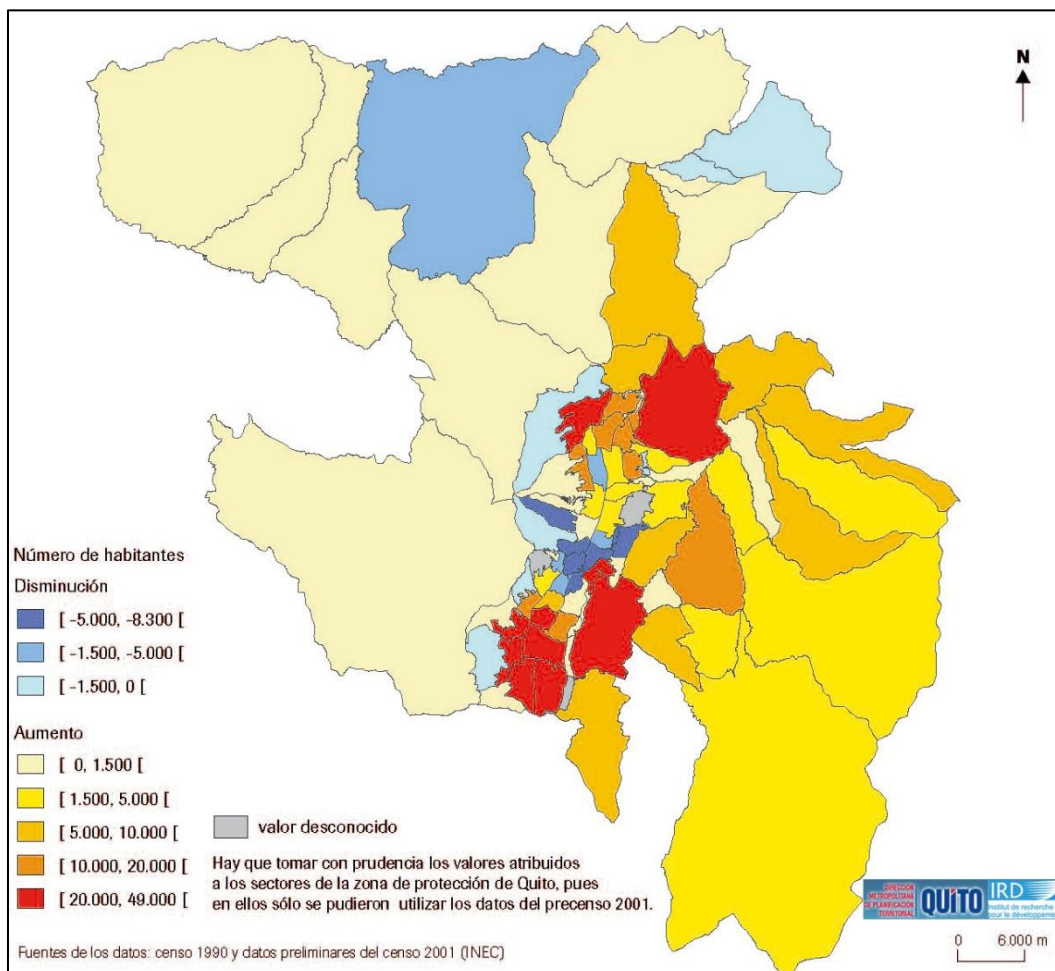 N
Número de habitantes
Disminución
[ -5.000, -8.300 [
[ -1.500, -5.000 [
[ -1.500, 0 [
Aumento
[ 0, 1.500 [
[ 1.500, 5.000 [
[ 5.000, 10.000 [
[ 10.000, 20.000 [
[ 20.000, 49.000 [
valor desconocido
Hay que tomar con prudencia los valores atribuidos
a los sectores de la zona de protección de Quito, pues
en ellos sólo se pudieron utilizar los datos del precenso 2001.
Fuentes de los datos: censo 1990 y datos preliminares del censo 2001 (INEC)
DIRECCIÓN
METROPOLITANA
DE PLANIFICACIÓN
TERRITORIAL
QUITO
IRD
Institut de recherche
pour le développeme
0 6.000 m